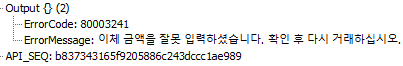 Output {} (2)
ErrorCode: 80003241
ErrorMessage: 이체 금액을 잘못 입력하셨습니다. 확인 후 다시 거래하십시오.
API_SEQ: b837343165f9205886c243dccc1ae989